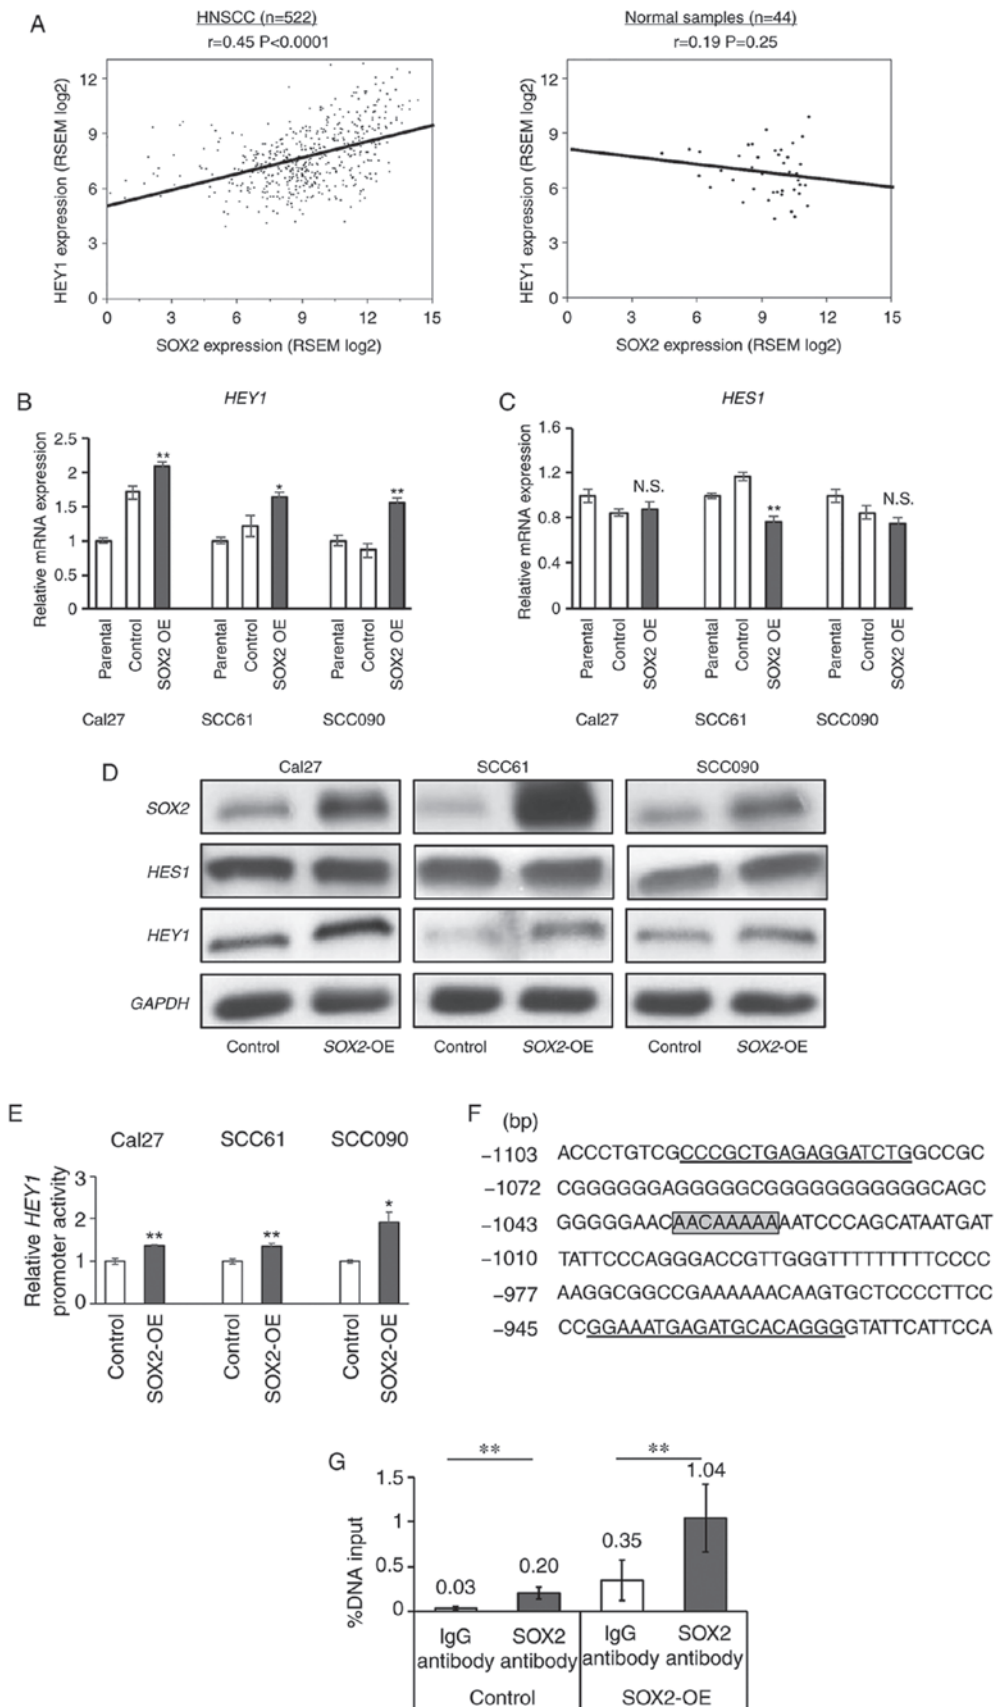 A
HNSCC (n=522)
r=0.45 P<0.0001
HEY1 expression (RSEM log2)
12
9
6
3
0
0 3 6 9 12 15
SOX2 expression (RSEM log2)
Normal samples (n=44)
r=0.19 P=0.25
HEY1 expression (RSEM log2)
12
9
6
3
0
0 3 6 9 12 15
SOX2 expression (RSEM log2)
B
HEY1
Relative mRNA expression
2.5
2
1.5
1
0.5
0
** * **
Parental Control SOX2 OE Parental Control SOX2 OE Parental Control SOX2 OE
Cal27 SCC61 SCC090
C
HES1
Relative mRNA expression
1.6
1.2
0.8
0.4
0
N.S. ** N.S.
Parental Control SOX2 OE Parental Control SOX2 OE Parental Control SOX2 OE
Cal27 SCC61 SCC090
D
Cal27 SCC61 SCC090
SOX2
HES1
HEY1
GAPDH
Control SOX2-OE Control SOX2-OE Control SOX2-OE
E
Cal27 SCC61 SCC090
Relative HEY1
promoter activity
3
2
1
0
** ** *
Control SOX2-OE Control SOX2-OE Control SOX2-OE
F
(bp)
−1103 ACCCTGTCGCCCGCTGAGAGGATCTGGCCGC
−1072 CGGGGGGAGGGGGCGGGGGGGGGGGCAGC
−1043 GGGGGAACAACAAAAAAATCCCAGCATAATGAT
−1010 TATTCCCAGGGACCGTTGGGTTTTTTTTTCCCC
−977 AAGGCGGCCGAAAAAACAAGTGCTCCCCTTCC
−945 CCGGAAATGAGATGCACAGGGGTATTCATTCCA
G
** **
%DNA input
1.5
1
0.5
0
0.03 0.20 0.35 1.04
IgG antibody SOX2 antibody IgG antibody SOX2 antibody
Control SOX2-OE